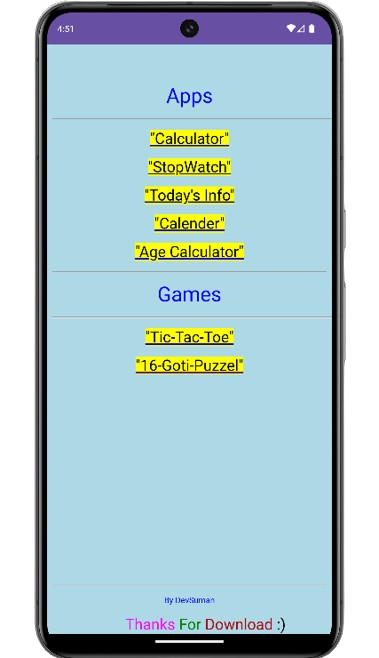 4:51
Apps
"Calculator"
"StopWatch"
"Today's Info"
"Calender"
"Age Calculator"
Games
"Tic-Tac-Toe"
"16-Goti-Puzzel"
By DevSuman
Thanks For Download :)